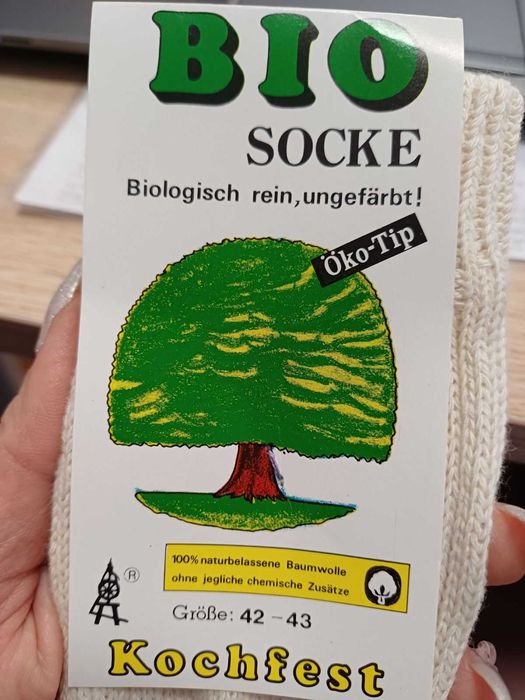 BIO
SOCKE
Biologisch rein, ungefärbt!
Öko-Tip
100% naturbelassene Baumwolle
ohne jegliche chemische Zusätze
®
Größe: 42 – 43
Kochfest